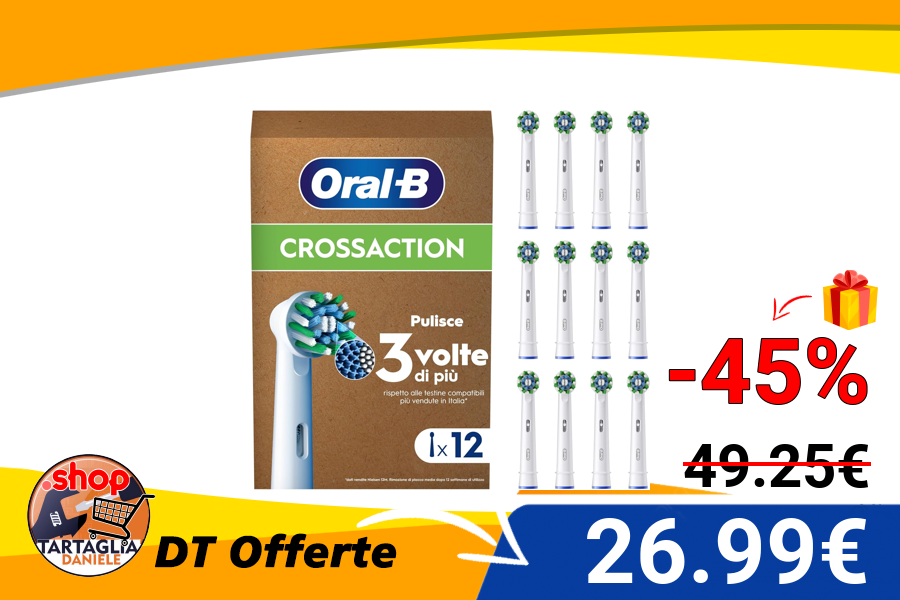 Oral-B
CROSSACTION
Pulisce
3 volte
di più
rispetto alle testine compatibili
più vendute in Italia*
x12
-45%
49.25€
26.99€
.shop
TARTAGLIA
DANIELE
DT Offerte